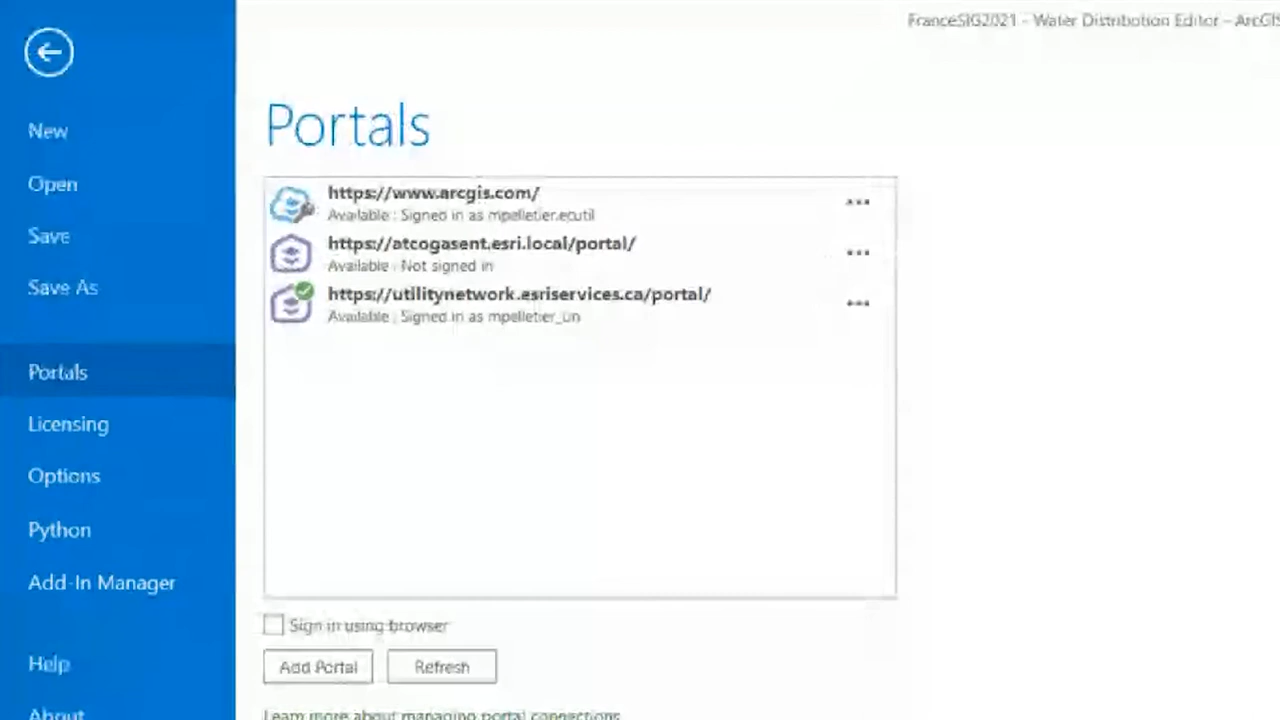 FranceSIG2021 - Water Distribution Editor - ArcGIS
New
Open
Save
Save As
Portals
Licensing
Options
Python
Add-In Manager
Help
About
Portals
https://www.arcgis.com/
Available : Signed in as mpelletier.ecutil
https://atcogasent.esri.local/portal/
Available : Not signed in
https://utilitynetwork.esriservices.ca/portal/
Available : Signed in as mpelletier_un
Sign in using browser
Add Portal
Refresh
Learn more about managing portal connections